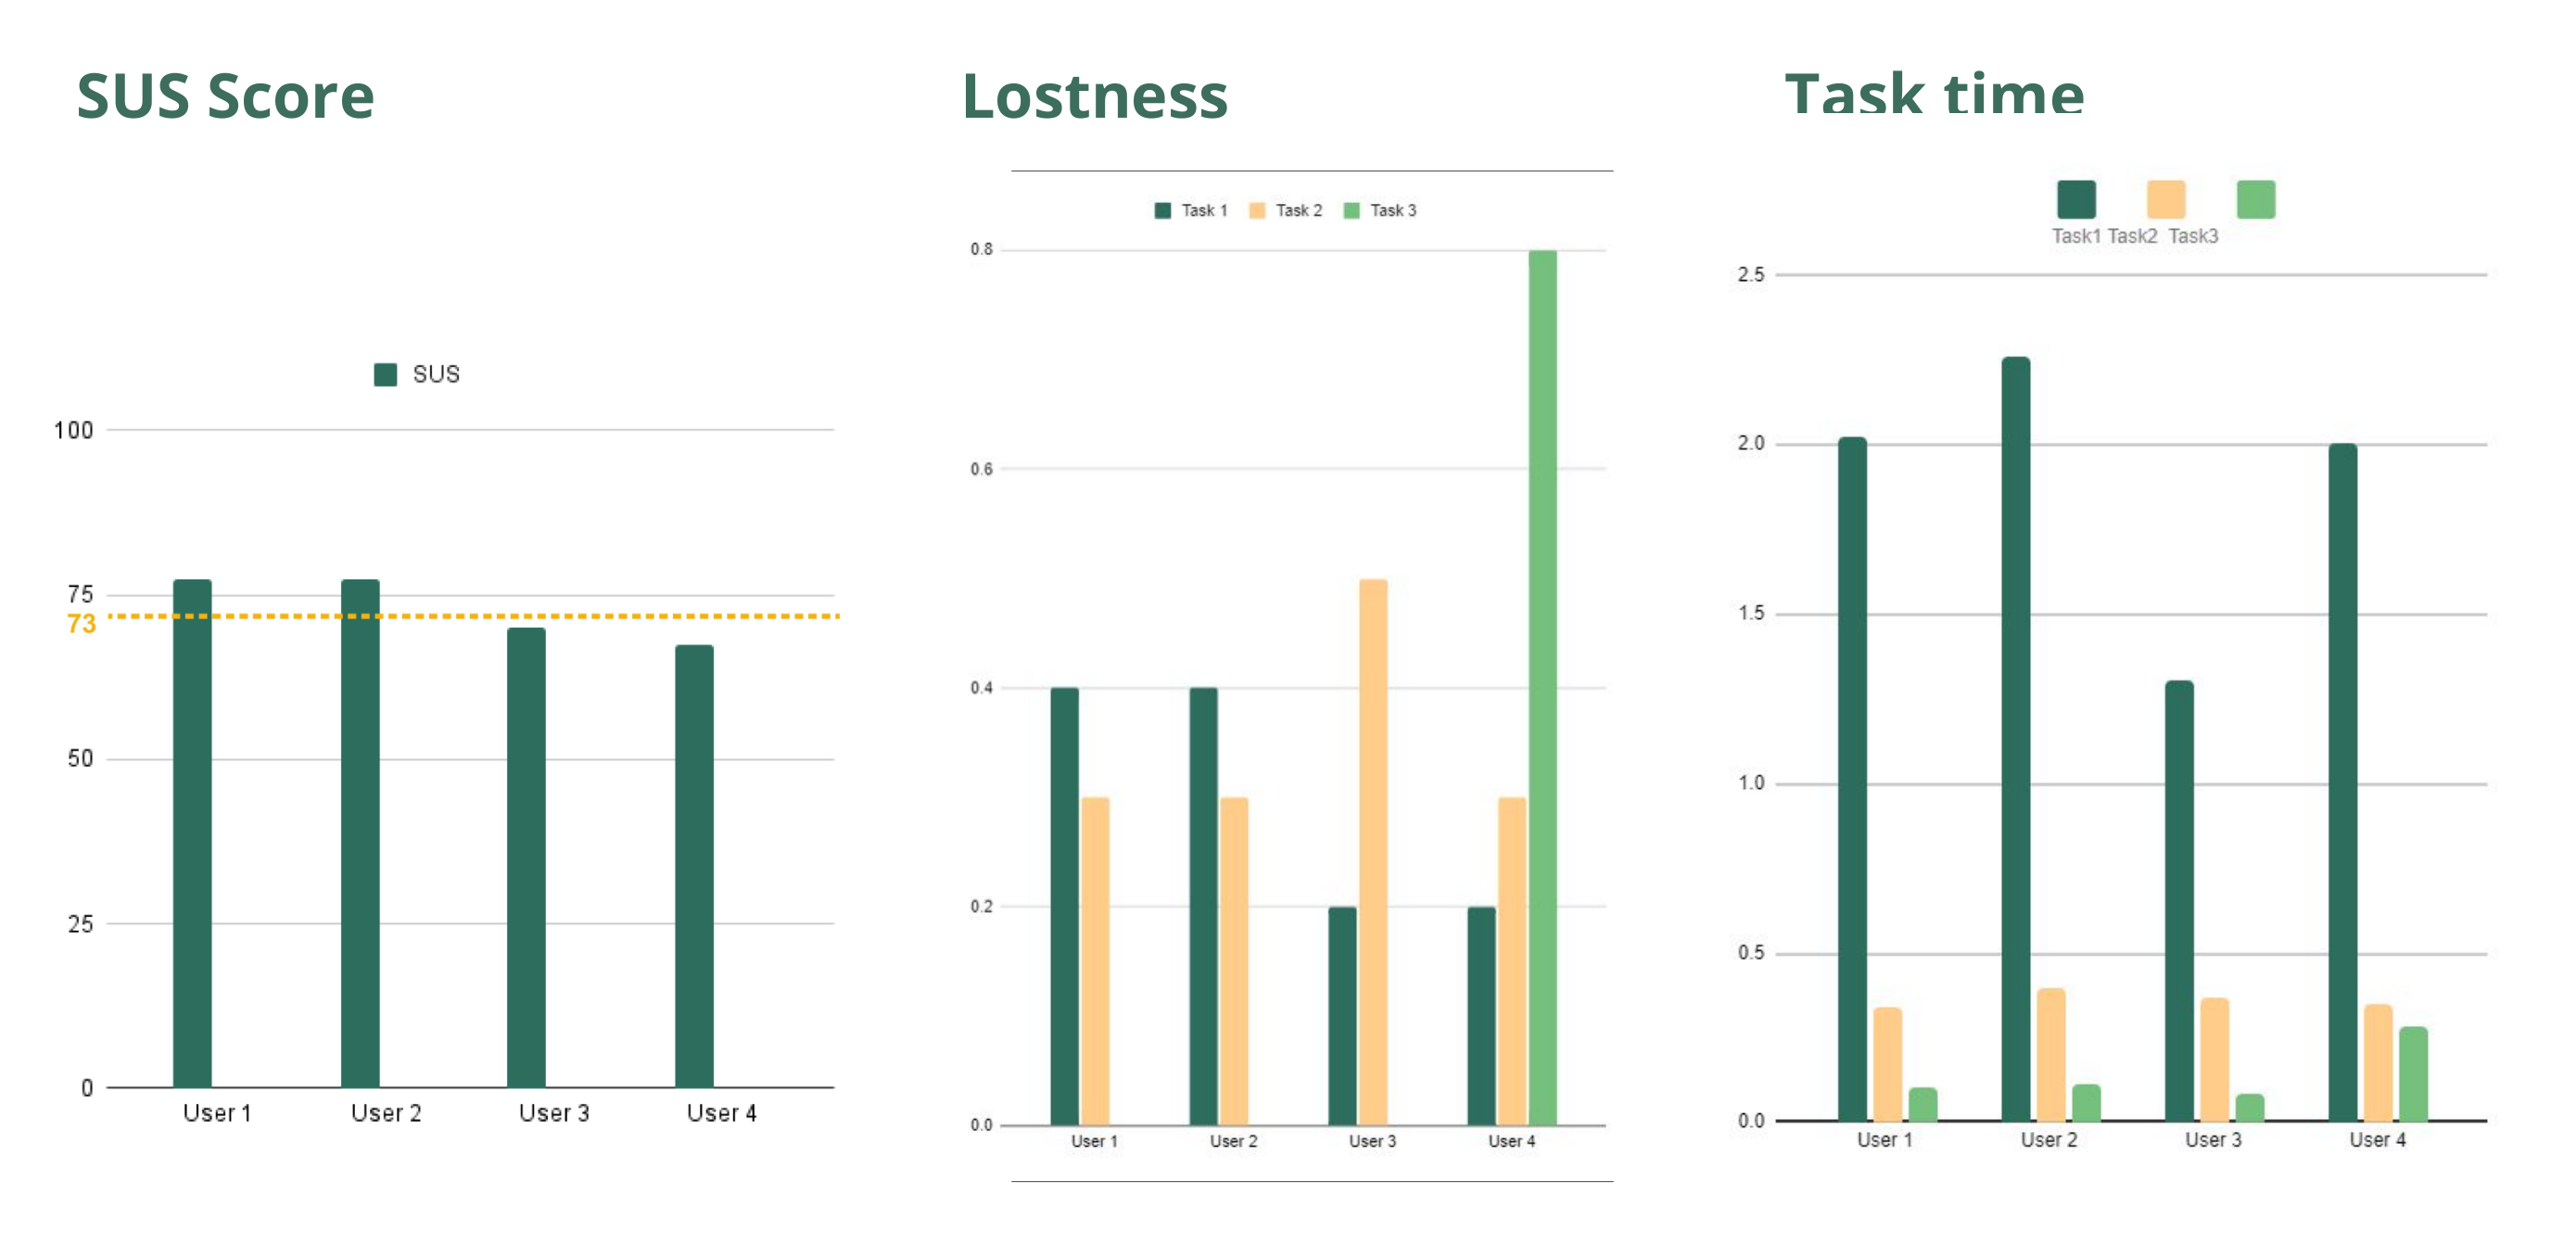 SUS Score
SUS
100
75
73
50
25
0
User 1 User 2 User 3 User 4
Lostness
Task 1 Task 2 Task 3
0.8
0.6
0.4
0.2
0.0
User 1 User 2 User 3 User 4
Task time
Task1 Task2 Task3
2.5
2.0
1.5
1.0
0.5
0.0
User 1 User 2 User 3 User 4